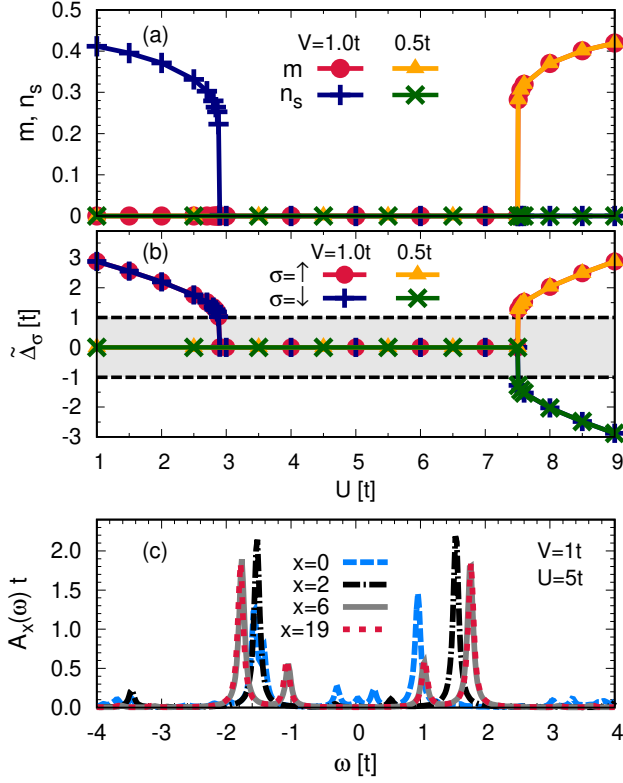 (a)
V=1.0t 0.5t
m
n_s
m, n_s
0.5
0.4
0.3
0.2
0.1
0
(b)
V=1.0t 0.5t
σ=↑
σ=↓
Δ̃_σ [t]
3
2
1
0
-1
-2
-3
1 2 3 4 5 6 7 8 9
U [t]
(c)
x=0
x=2
x=6
x=19
V=1t
U=5t
A_x(ω) t
2.0
1.5
1.0
0.5
0.0
-4 -3 -2 -1 0 1 2 3 4
ω [t]